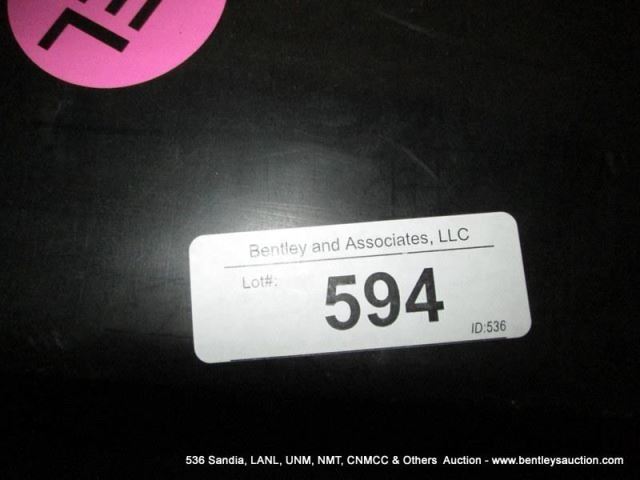 Bentley and Associates, LLC
Lot#: 594
ID:536
536 Sandia, LANL, UNM, NMT, CNMCC & Others Auction - www.bentleysauction.com